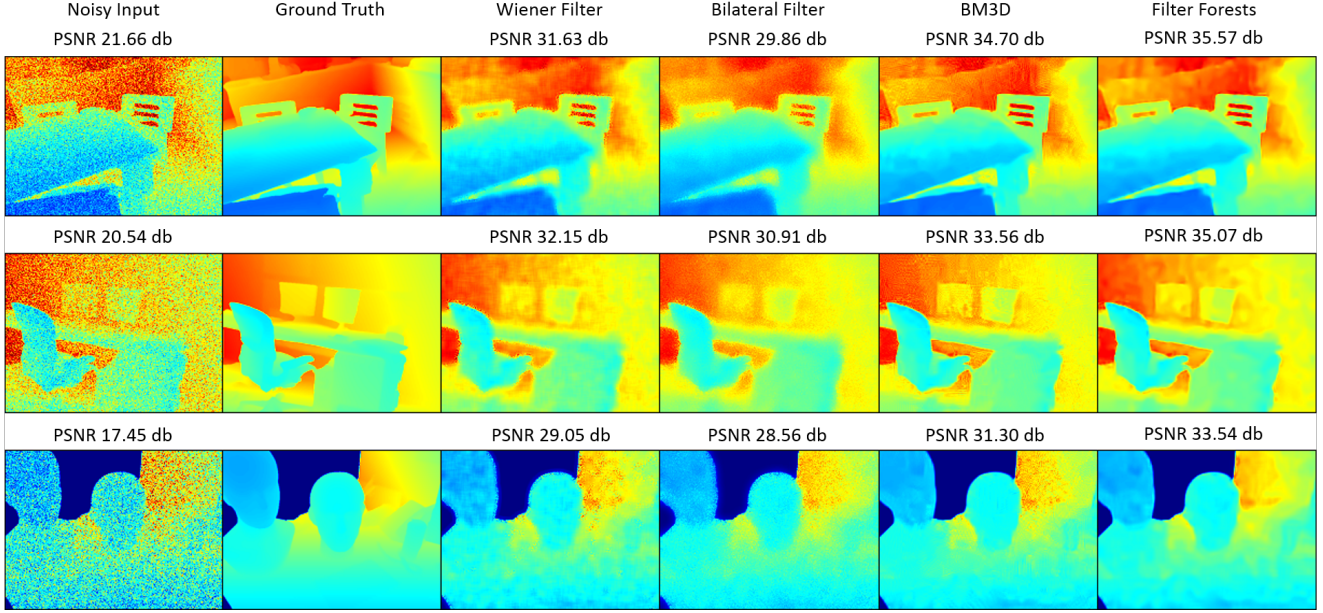 Noisy Input Ground Truth Wiener Filter Bilateral Filter BM3D Filter Forests
PSNR 21.66 db PSNR 31.63 db PSNR 29.86 db PSNR 34.70 db PSNR 35.57 db
PSNR 20.54 db PSNR 32.15 db PSNR 30.91 db PSNR 33.56 db PSNR 35.07 db
PSNR 17.45 db PSNR 29.05 db PSNR 28.56 db PSNR 31.30 db PSNR 33.54 db